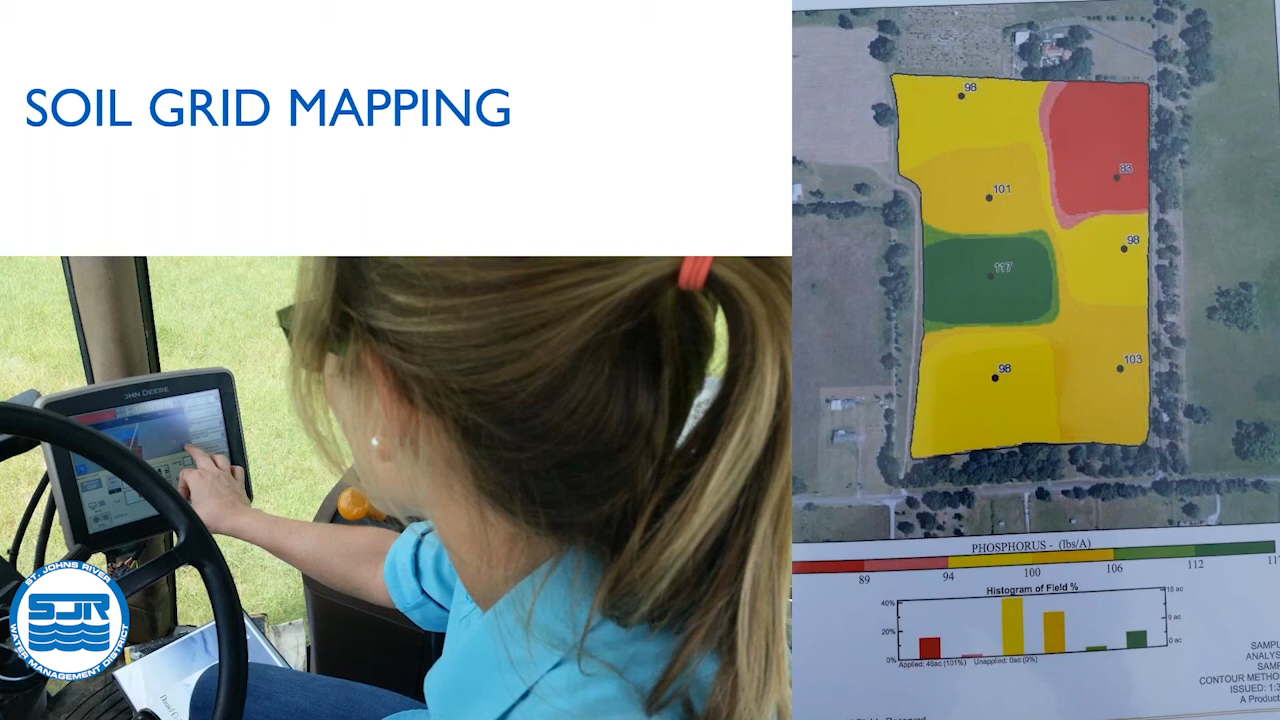 SOIL GRID MAPPING
JOHN DEERE
ST. JOHNS RIVER
SJR
WATER MANAGEMENT DISTRICT
98
83
101
98
117
98
103
PHOSPHORUS - (lbs/A)
89 94 100 106 112
Histogram of Field %
40%
20%
0%
18 ac
9 ac
0 ac
Applied: 46ac (101%) Unapplied: 0ac (0%)
SAMPL
ANALYS
SAMP
CONTOUR METHO
ISSUED: 1:3
A Product